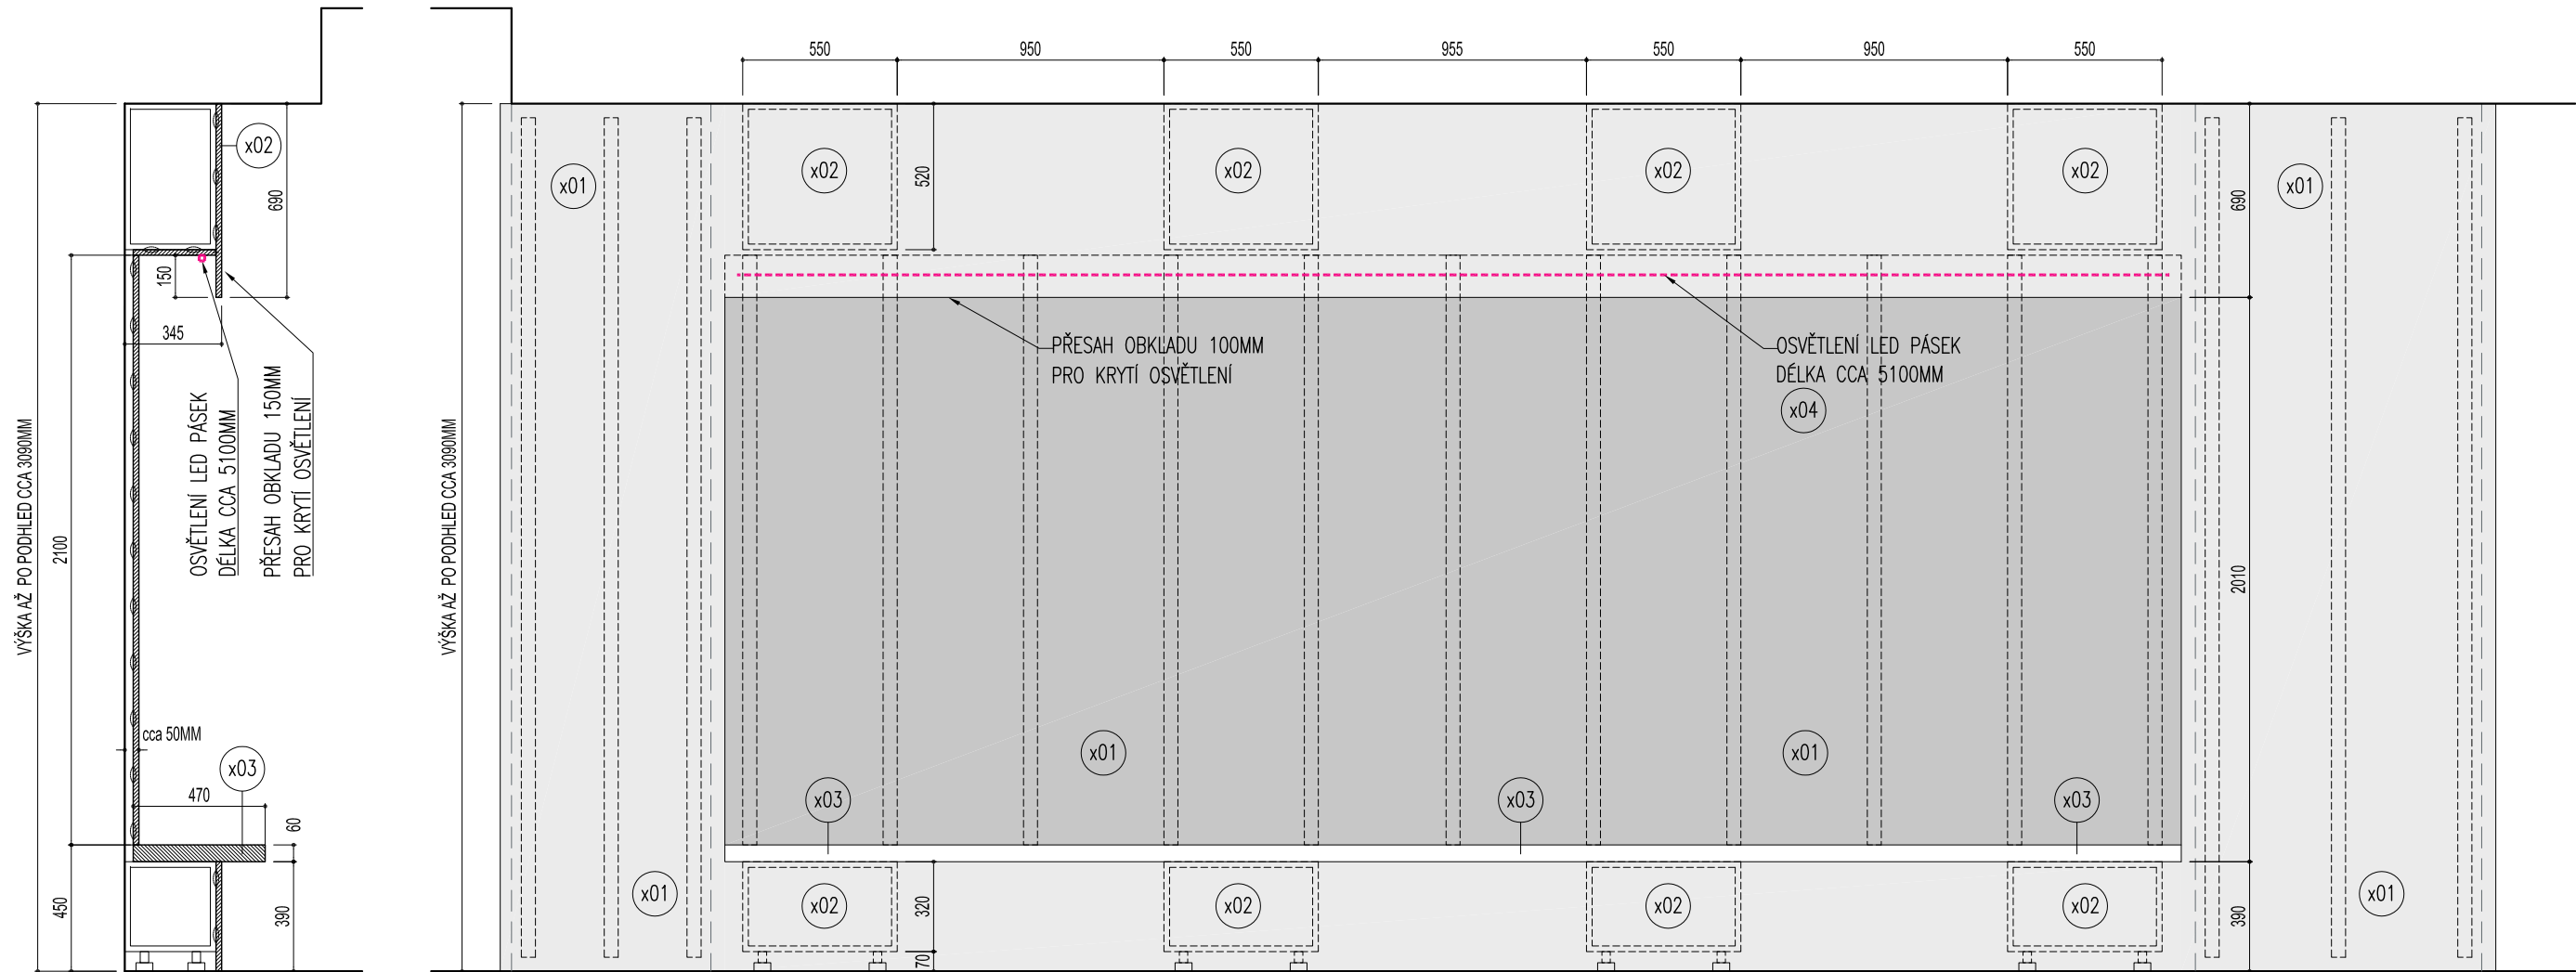 550
950
550
955
550
950
550
x02
x01
x02
x02
x02
x02
x01
690
520
690
150
345
PŘESAH OBKLADU 100MM
PRO KRYTÍ OSVĚTLENÍ
OSVĚTLENÍ LED PÁSEK
DÉLKA CCA 5100MM
x04
OSVĚTLENÍ LED PÁSEK
DÉLKA CCA 5100MM
PŘESAH OBKLADU 150MM
PRO KRYTÍ OSVĚTLENÍ
VÝŠKA AŽ PO PODHLED CCA 3090MM
2100
VÝŠKA AŽ PO PODHLED CCA 3090MM
2010
cca 50MM
x03
470
60
x01
x01
x03
x03
x03
450
390
x01
x02
320
70
x02
x02
x02
390
x01